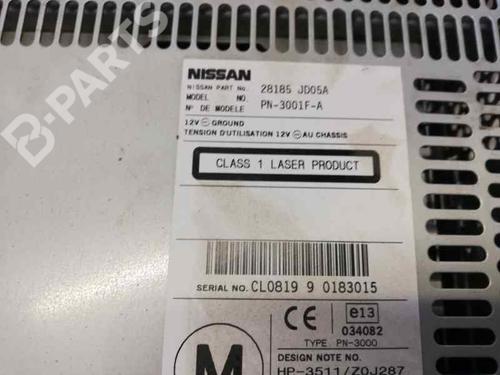 NISSAN
NISSAN PART No. 28185 JD05A
MODEL NO. PN-3001F-A
N° DE MODELE
12V ⊖ GROUND
TENSION D'UTILISATION 12V ⊖ AU CHASSIS
CLASS 1 LASER PRODUCT
SERIAL NO. CL0819 9 0183015
CE e13
034082
TYPE. PN-3000
M
DESIGN NOTE NO.
HP-3511/Z0J287
B-PARTS
B-PARTS